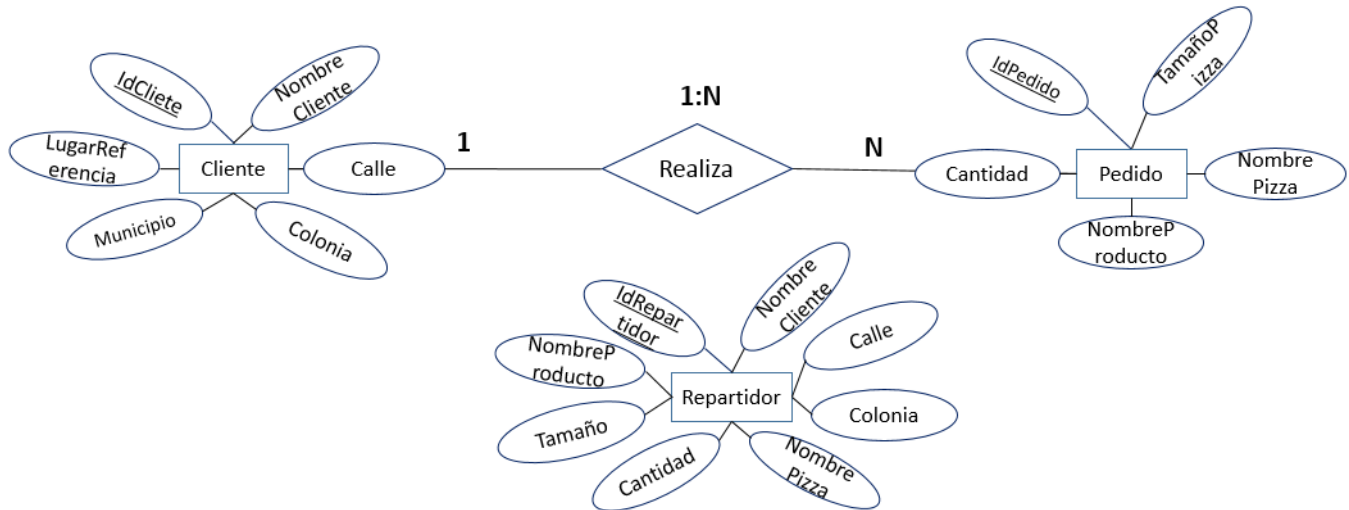 IdCliete
Nombre
Cliente
LugarRef
erencia
Cliente
Calle
Municipio
Colonia
1
1:N
Realiza
N
IdPedido
TamañoP
izza
Cantidad
Pedido
Nombre
Pizza
NombreP
roducto
IdRepar
tidor
Nombre
Cliente
Calle
NombreP
roducto
Repartidor
Colonia
Tamaño
Cantidad
Nombre
Pizza